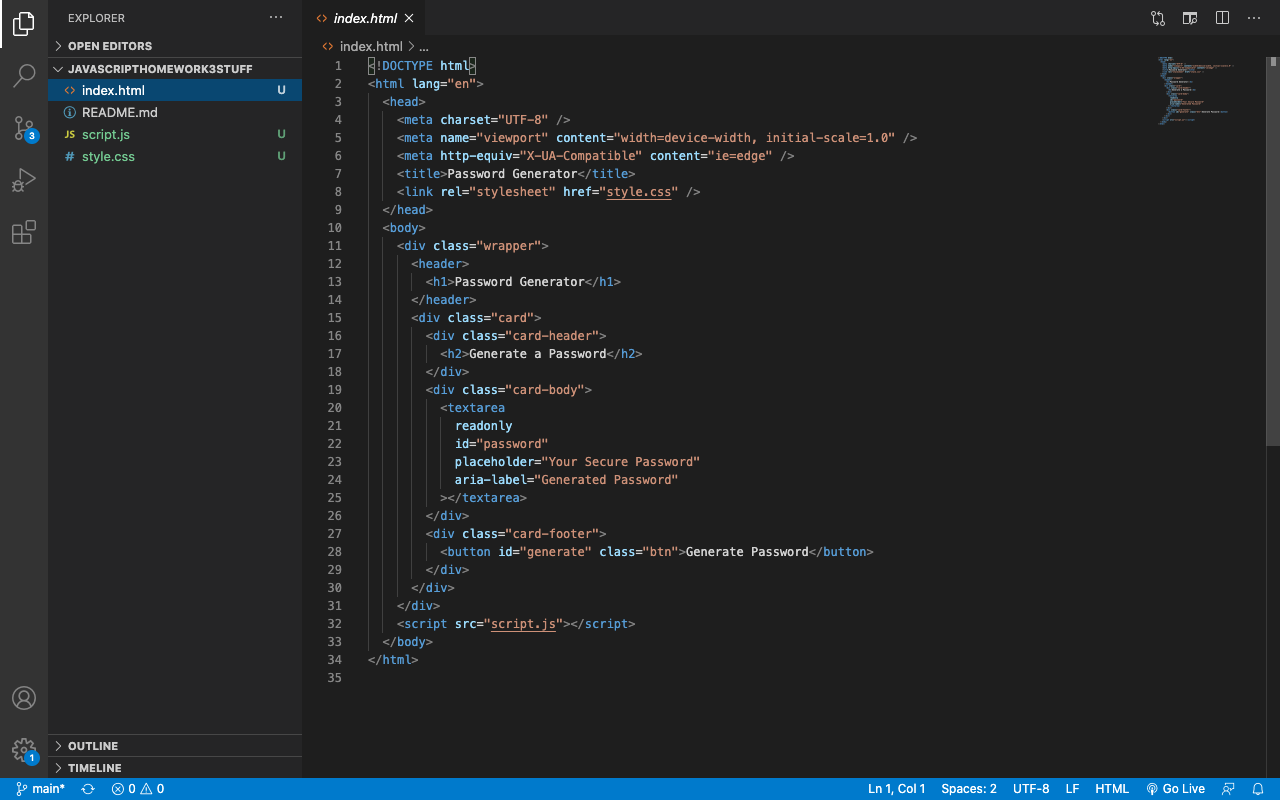 EXPLORER
OPEN EDITORS
JAVASCRIPTHOMEWORK3STUFF
index.html U
README.md
JS script.js U
# style.css U
3
1
OUTLINE
TIMELINE
index.html
index.html > ...
1 <!DOCTYPE html>
2 <html lang="en">
3 <head>
4 <meta charset="UTF-8" />
5 <meta name="viewport" content="width=device-width, initial-scale=1.0" />
6 <meta http-equiv="X-UA-Compatible" content="ie=edge" />
7 <title>Password Generator</title>
8 <link rel="stylesheet" href="style.css" />
9 </head>
10 <body>
11 <div class="wrapper">
12 <header>
13 <h1>Password Generator</h1>
14 </header>
15 <div class="card">
16 <div class="card-header">
17 <h2>Generate a Password</h2>
18 </div>
19 <div class="card-body">
20 <textarea
21 readonly
22 id="password"
23 placeholder="Your Secure Password"
24 aria-label="Generated Password"
25 ></textarea>
26 </div>
27 <div class="card-footer">
28 <button id="generate" class="btn">Generate Password</button>
29 </div>
30 </div>
31 </div>
32 <script src="script.js"></script>
33 </body>
34 </html>
35
main* 0 0 Ln 1, Col 1 Spaces: 2 UTF-8 LF HTML Go Live